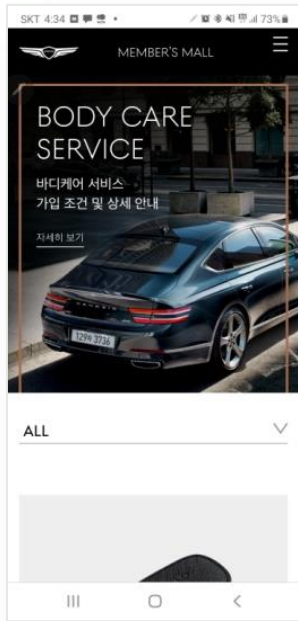 SKT 4:34
73%
MEMBER'S MALL
BODY CARE
SERVICE
바디케어 서비스
가입 조건 및 상세 안내
자세히 보기
GENESIS
ALL